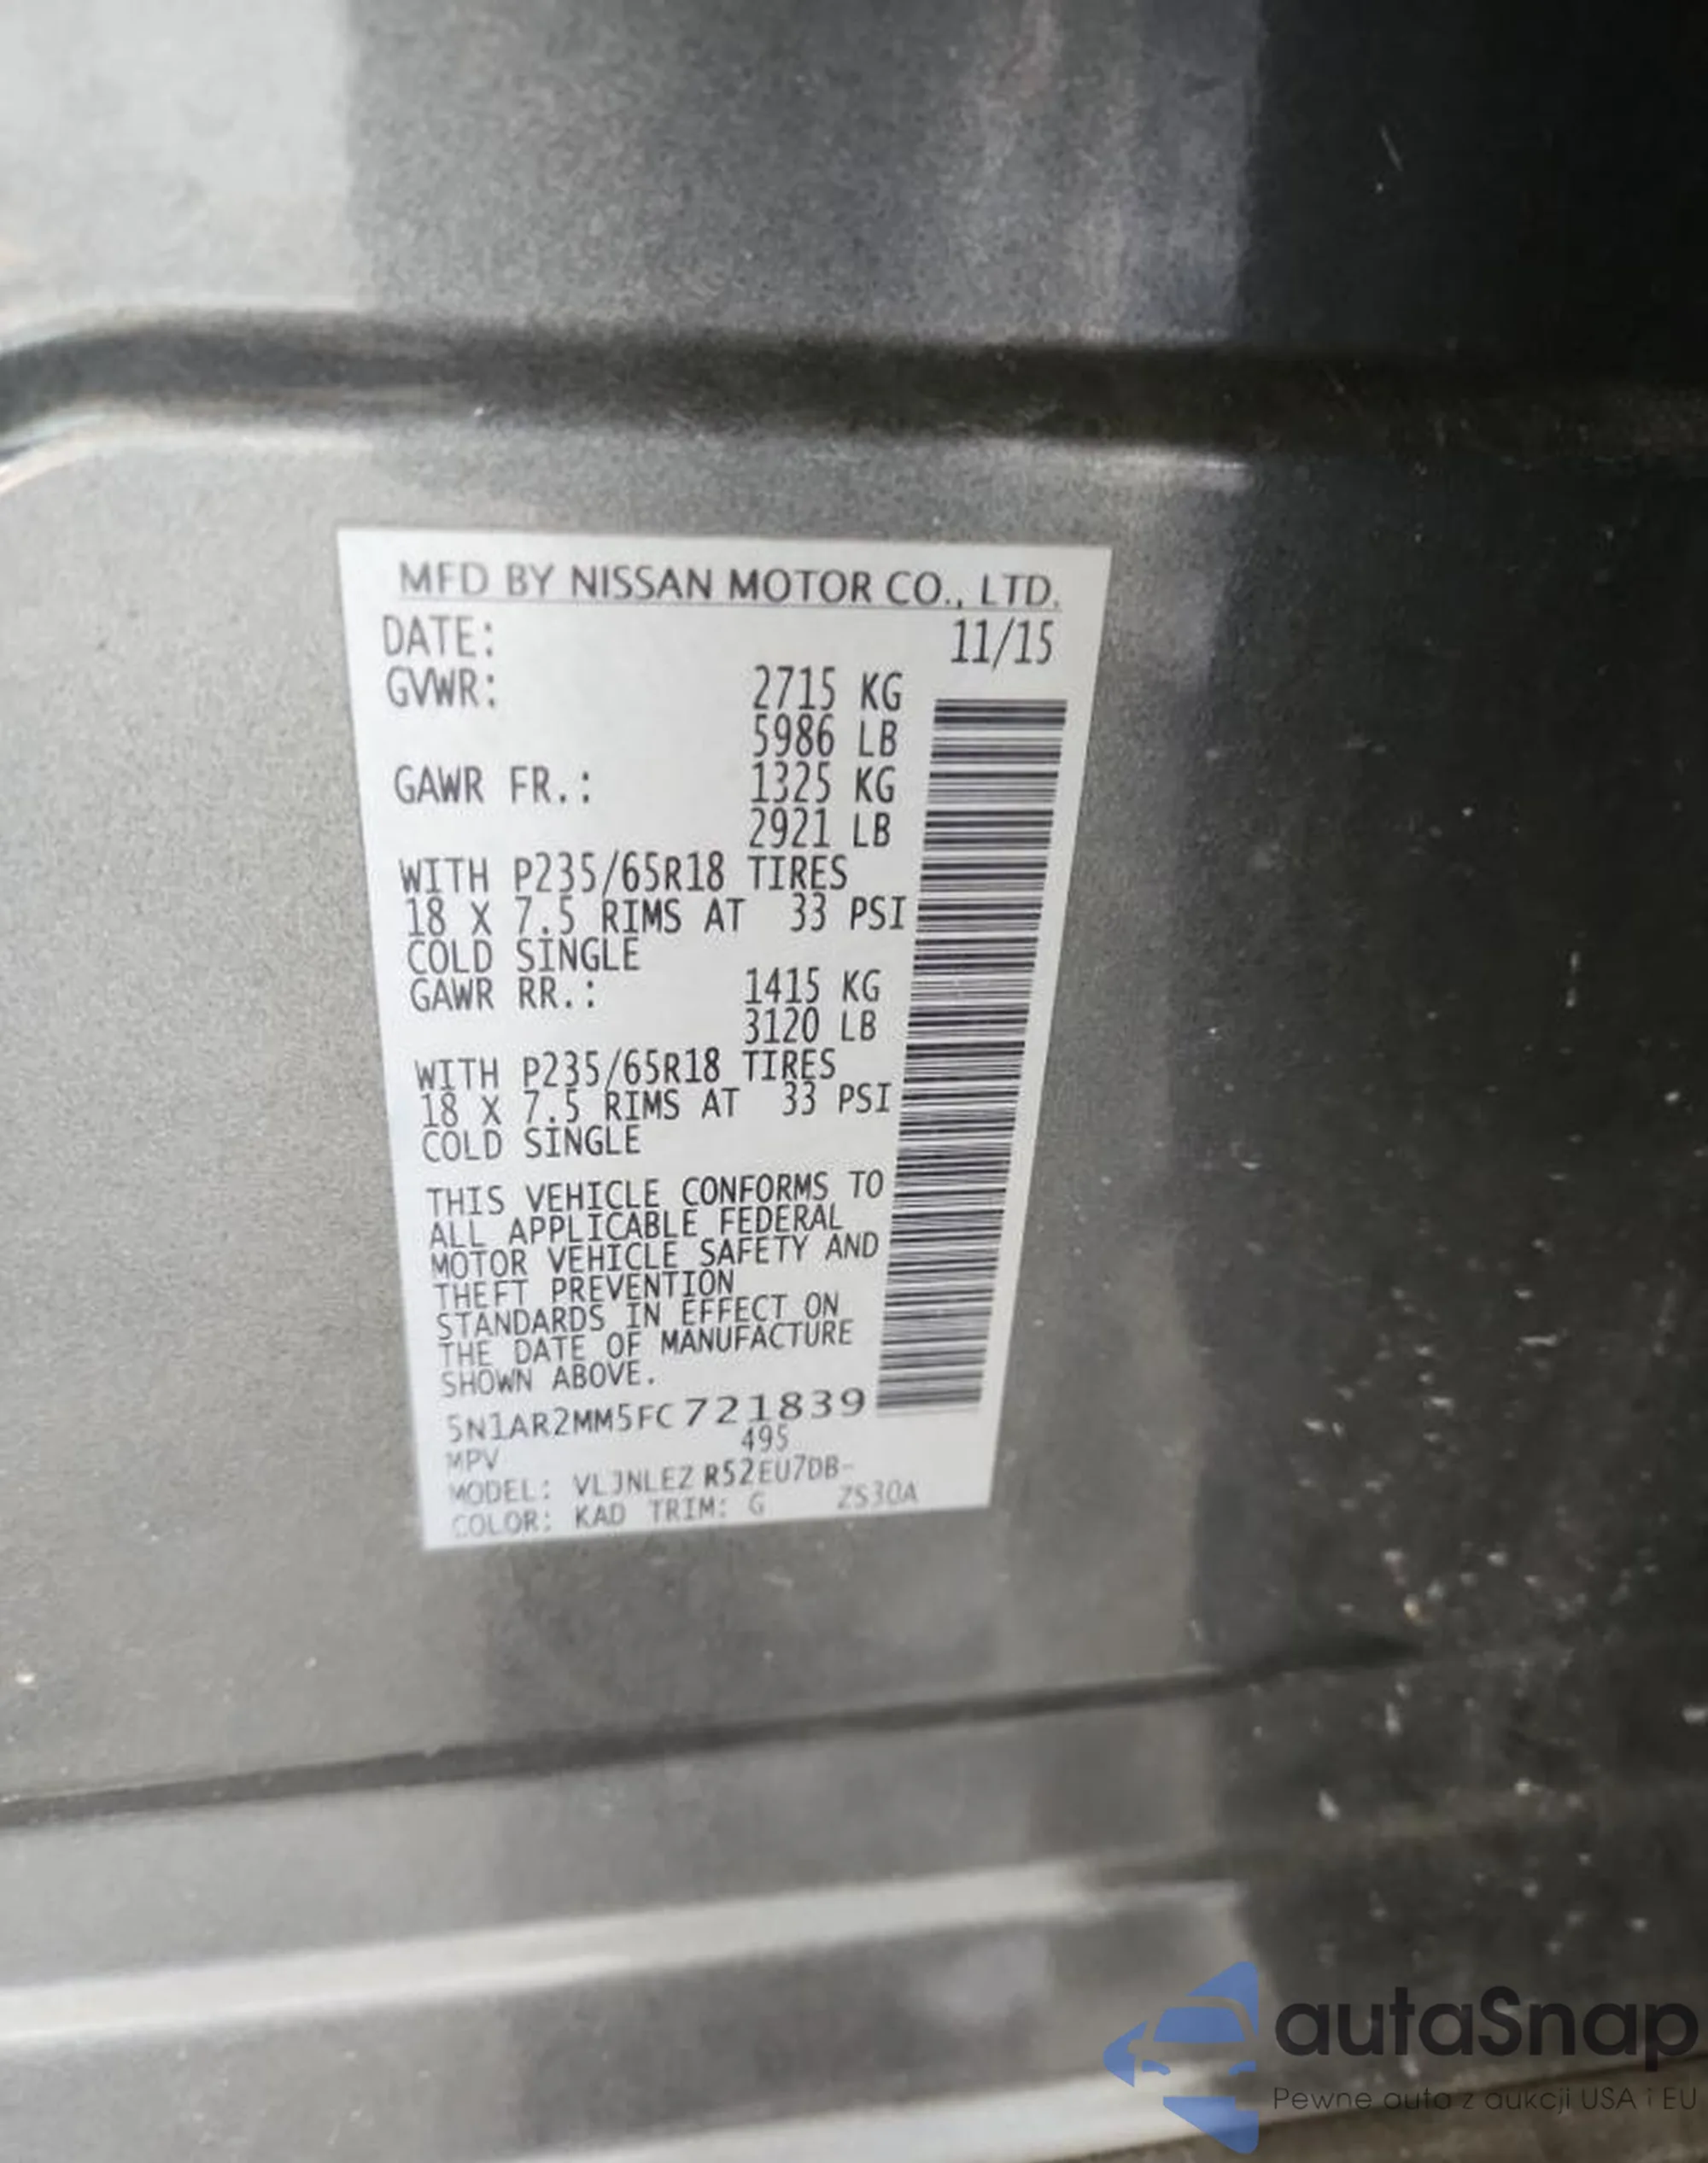 MFD BY NISSAN MOTOR CO., LTD.
DATE: 11/15
GVWR: 2715 KG
5986 LB
GAWR FR.: 1325 KG
2921 LB
WITH P235/65R18 TIRES
18 X 7.5 RIMS AT 33 PSI
COLD SINGLE
GAWR RR.: 1415 KG
3120 LB
WITH P235/65R18 TIRES
18 X 7.5 RIMS AT 33 PSI
COLD SINGLE
THIS VEHICLE CONFORMS TO
ALL APPLICABLE FEDERAL
MOTOR VEHICLE SAFETY AND
THEFT PREVENTION
STANDARDS IN EFFECT ON
THE DATE OF MANUFACTURE
SHOWN ABOVE.
5N1AR2MM5FC721839
MPV 495
MODEL: VLJNLEZ R52EU7DB-
COLOR: KAD TRIM: G ZS30A
autaSnap
Pewne auta z aukcji USA i EU